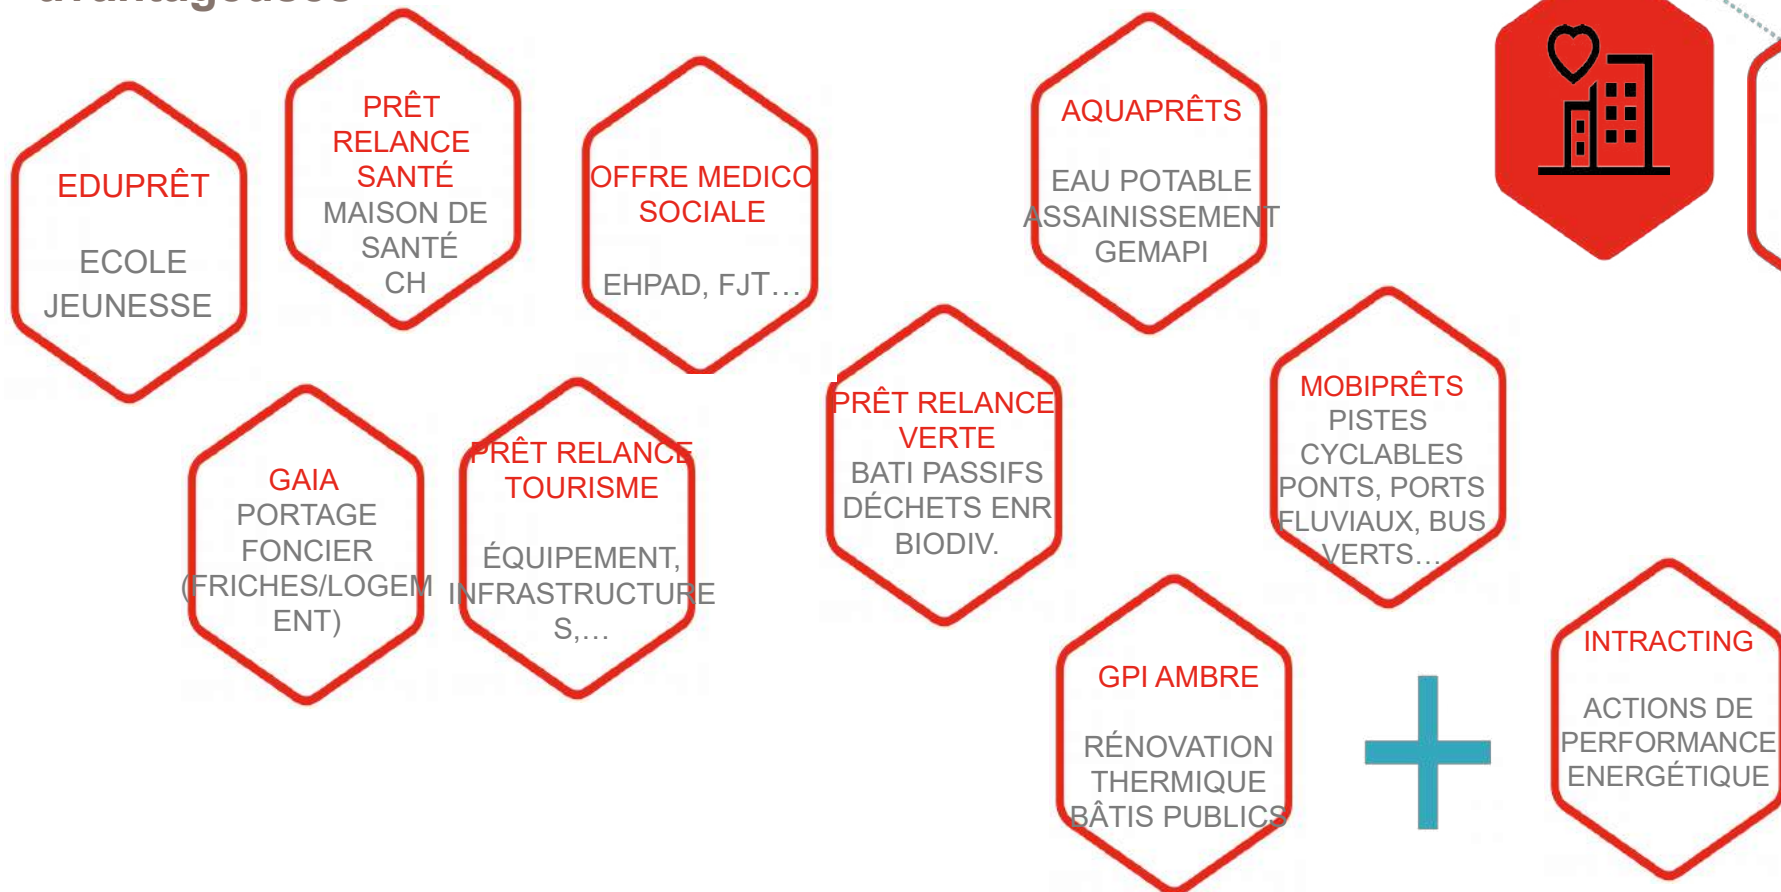 avantageuses
EDUPRÊT
ECOLE
JEUNESSE
PRÊT
RELANCE
SANTÉ
MAISON DE
SANTÉ
CH
OFFRE MEDICO
SOCIALE
EHPAD, FJT…
AQUAPRÊTS
EAU POTABLE
ASSAINISSEMENT
GEMAPI
GAIA
PORTAGE
FONCIER
(FRICHES/LOGEM
ENT)
PRÊT RELANCE
TOURISME
ÉQUIPEMENT,
INFRASTRUCTURE
S,…
PRÊT RELANCE
VERTE
BATI PASSIFS
DÉCHETS ENR
BIODIV.
MOBIPRÊTS
PISTES
CYCLABLES
PONTS, PORTS
FLUVIAUX, BUS
VERTS…
GPI AMBRE
RÉNOVATION
THERMIQUE
BÂTIS PUBLICS
INTRACTING
ACTIONS DE
PERFORMANCE
ENERGÉTIQUE